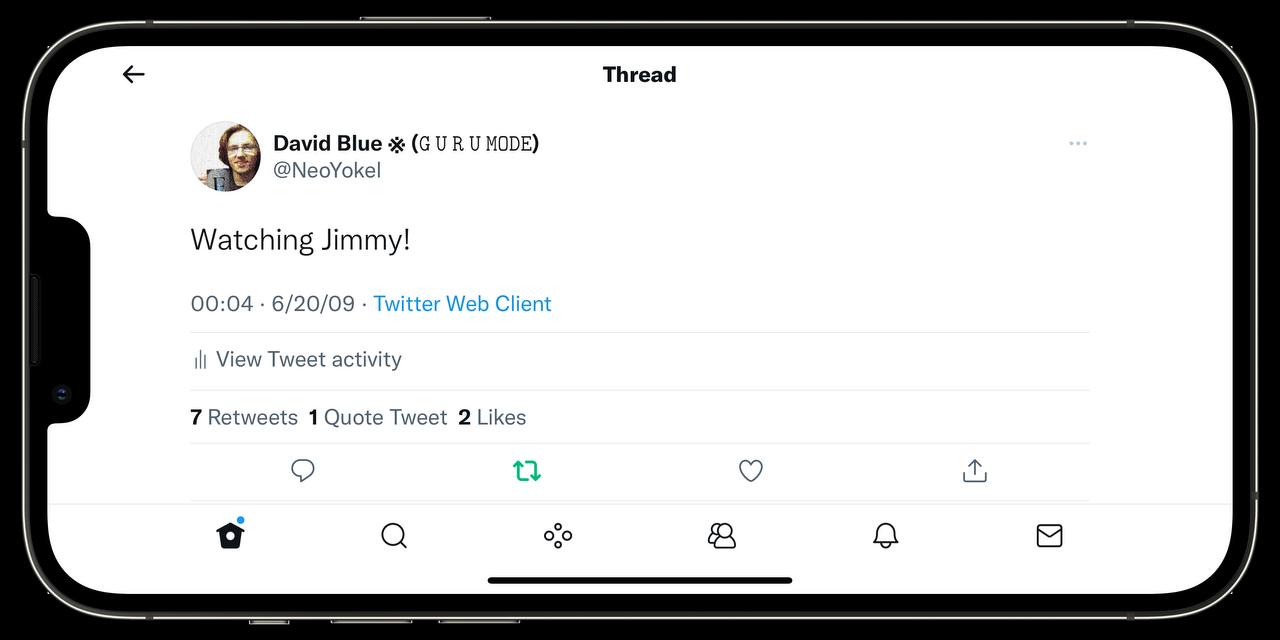 Thread
David Blue ※ (G U R U MODE)
@NeoYokel
Watching Jimmy!
00:04 · 6/20/09 · Twitter Web Client
View Tweet activity
7 Retweets 1 Quote Tweet 2 Likes